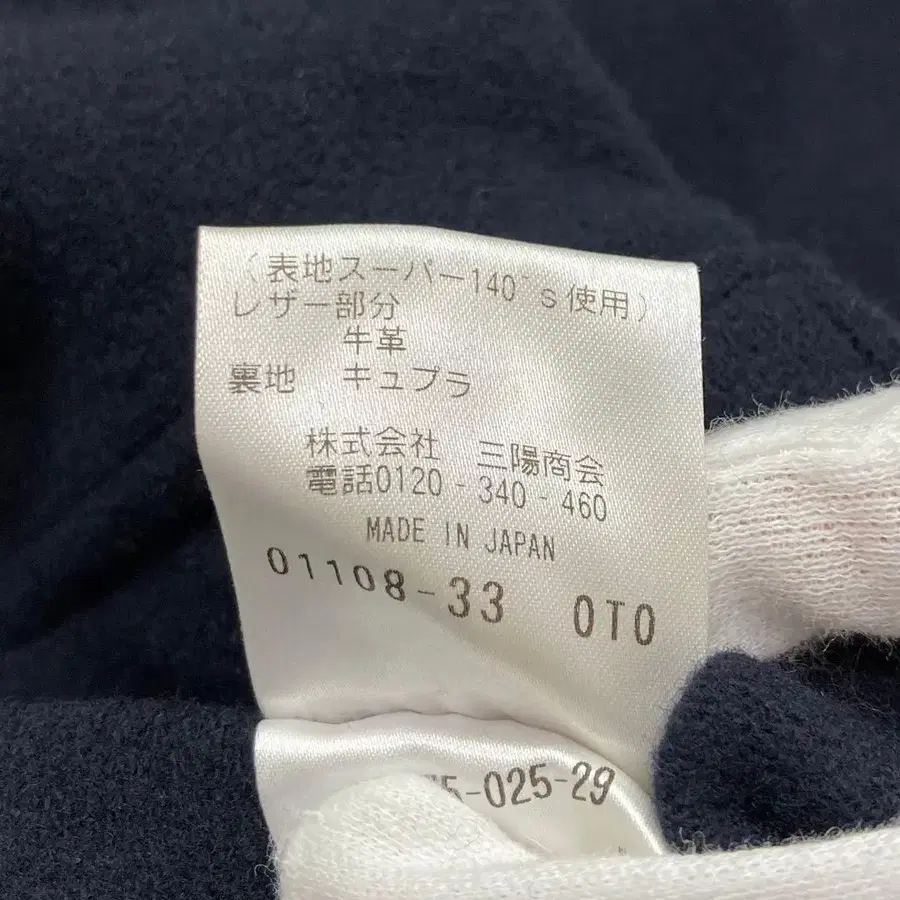 (表地スーパー140`s使用)
レザー部分
牛革
裏地 キュプラ
株式会社 三陽商会
電話0120-340-460
MADE IN JAPAN
01108-33 OTO
5-025-29